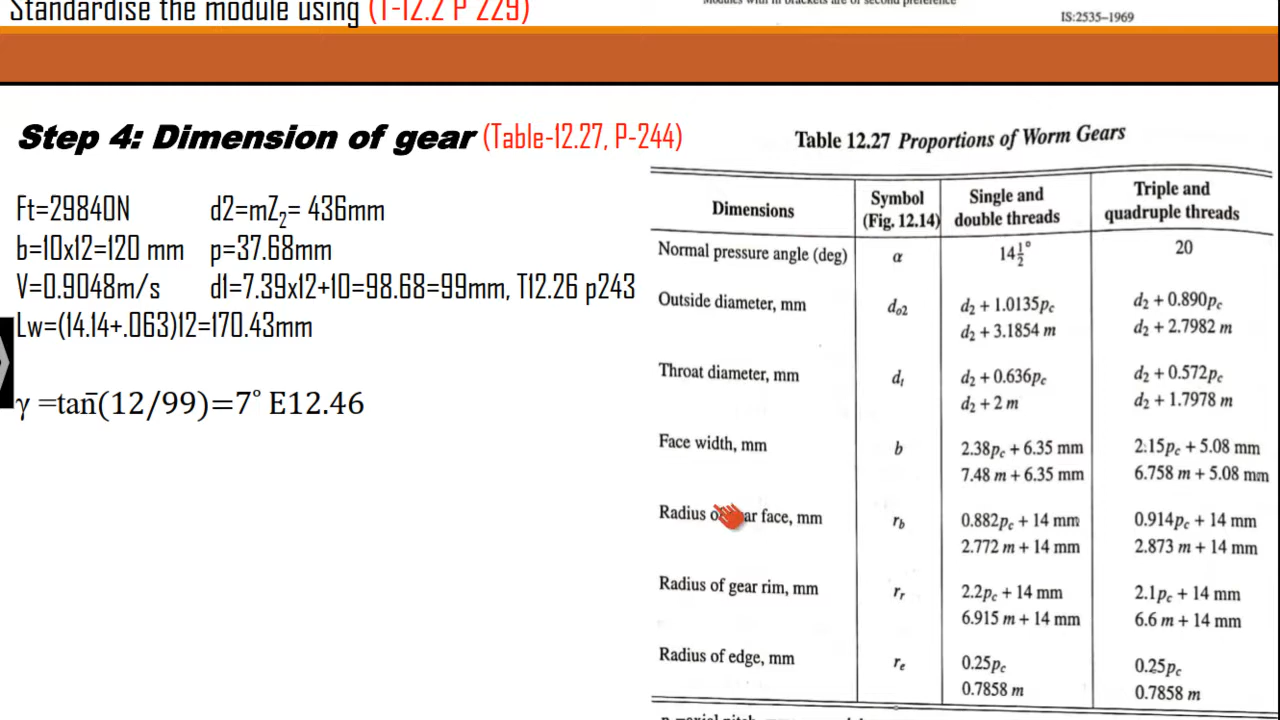 Standardise the module using (T-12.2 P 229)
Modules with in brackets are of second preference
IS:2535–1969
Step 4: Dimension of gear (Table-12.27, P-244)
Ft=29840N d2=mZ2= 436mm
b=10x12=120 mm p=37.68mm
V=0.9048m/s d1=7.39x12+10=98.68=99mm, T12.26 p243
Lw=(14.14+.063)12=170.43mm
γ =tan̄(12/99)=7° E12.46
Table 12.27 Proportions of Worm Gears
Dimensions Symbol (Fig. 12.14) Single and double threads Triple and quadruple threads
Normal pressure angle (deg) α 14½° 20
Outside diameter, mm do2 d2 + 1.0135pc d2 + 0.890pc
d2 + 3.1854 m d2 + 2.7982 m
Throat diameter, mm dt d2 + 0.636pc d2 + 0.572pc
d2 + 2 m d2 + 1.7978 m
Face width, mm b 2.38pc + 6.35 mm 2.15pc + 5.08 mm
7.48 m + 6.35 mm 6.758 m + 5.08 mm
Radius face, mm rb 0.882pc + 14 mm 0.914pc + 14 mm
2.772 m + 14 mm 2.873 m + 14 mm
Radius of gear rim, mm rr 2.2pc + 14 mm 2.1pc + 14 mm
6.915 m + 14 mm 6.6 m + 14 mm
Radius of edge, mm re 0.25pc 0.25pc
0.7858 m 0.7858 m